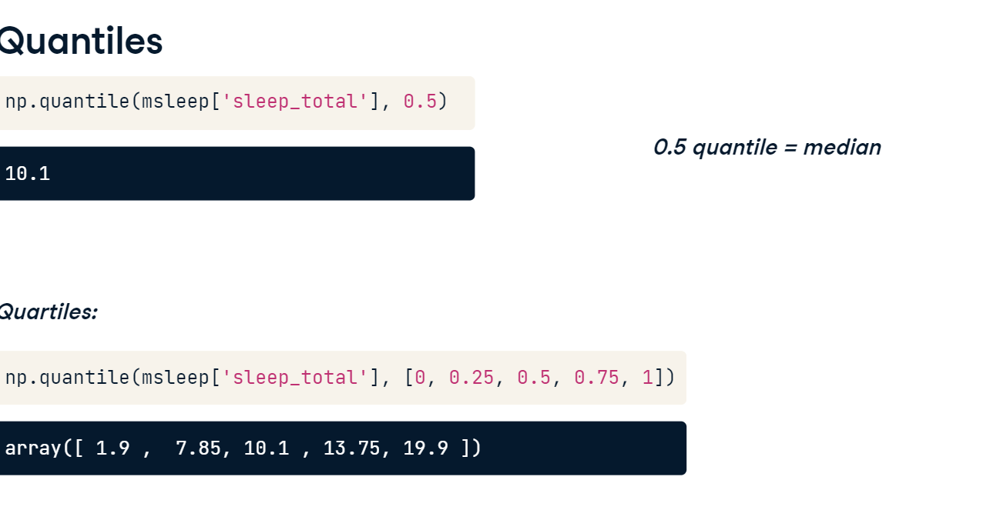 Quantiles
np.quantile(msleep['sleep_total'], 0.5)
10.1
0.5 quantile = median
Quartiles:
np.quantile(msleep['sleep_total'], [0, 0.25, 0.5, 0.75, 1])
array([ 1.9 ,  7.85, 10.1 , 13.75, 19.9 ])